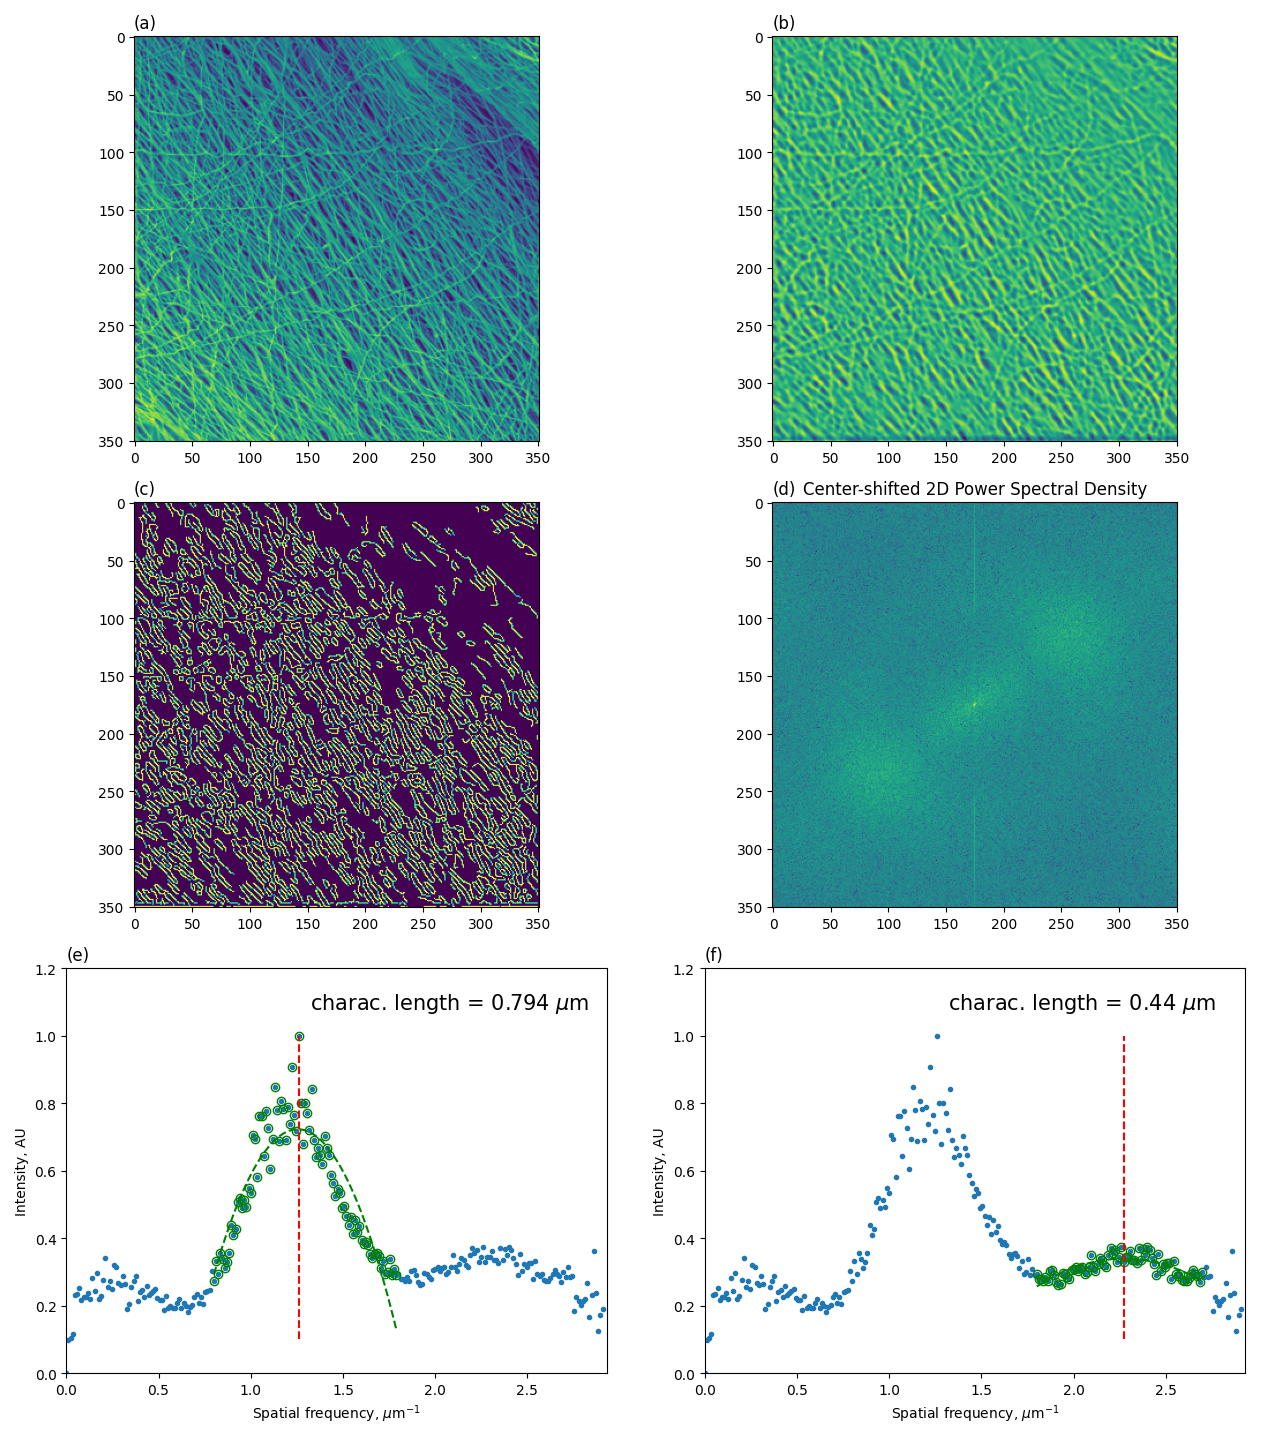 (a)
(b)
0
50
100
150
200
250
300
350
0 50 100 150 200 250 300 350
0
50
100
150
200
250
300
350
0 50 100 150 200 250 300 350
(c)
(d) Center-shifted 2D Power Spectral Density
0
50
100
150
200
250
300
350
0 50 100 150 200 250 300 350
0
50
100
150
200
250
300
350
0 50 100 150 200 250 300 350
(e)
charac. length = 0.794 μm
Intensity, AU
1.2
1.0
0.8
0.6
0.4
0.2
0.0
0.0 0.5 1.0 1.5 2.0 2.5
Spatial frequency, μm⁻¹
(f)
charac. length = 0.44 μm
Intensity, AU
1.2
1.0
0.8
0.6
0.4
0.2
0.0
0.0 0.5 1.0 1.5 2.0 2.5
Spatial frequency, μm⁻¹